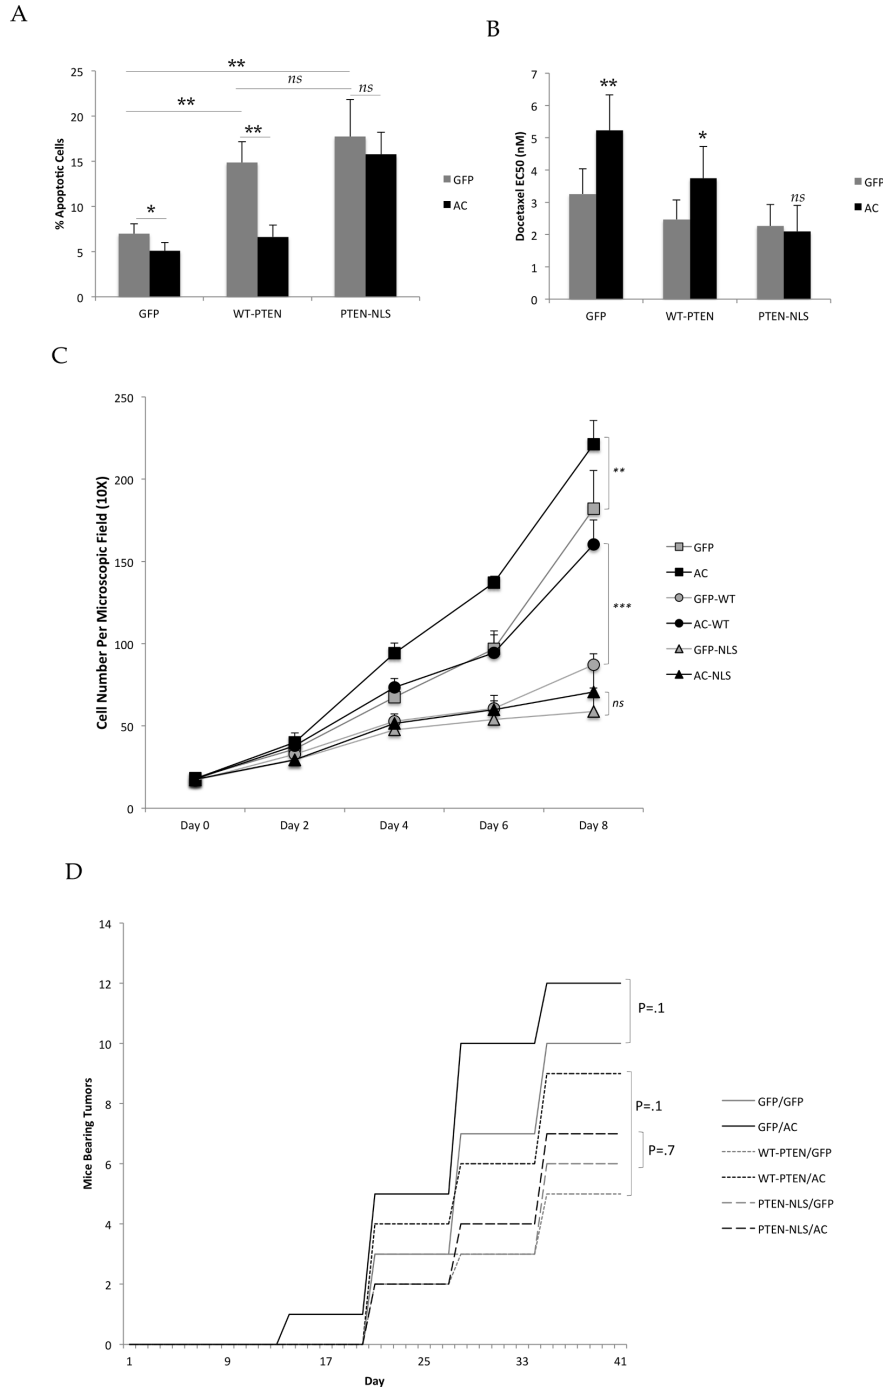 A
% Apoptotic Cells
25
20
15
10
5
0
**
ns
ns
**
**
*
GFP
WT-PTEN
PTEN-NLS
GFP
AC
B
Docetaxel EC50 (nM)
7
6
5
4
3
2
1
0
**
*
ns
GFP
WT-PTEN
PTEN-NLS
GFP
AC
C
Cell Number Per Microscopic Field (10X)
250
200
150
100
50
0
Day 0
Day 2
Day 4
Day 6
Day 8
**
***
ns
GFP
AC
GFP-WT
AC-WT
GFP-NLS
AC-NLS
D
Mice Bearing Tumors
14
12
10
8
6
4
2
0
1
9
17
25
33
41
Day
P=.1
P=.1
P=.7
GFP/GFP
GFP/AC
WT-PTEN/GFP
WT-PTEN/AC
PTEN-NLS/GFP
PTEN-NLS/AC